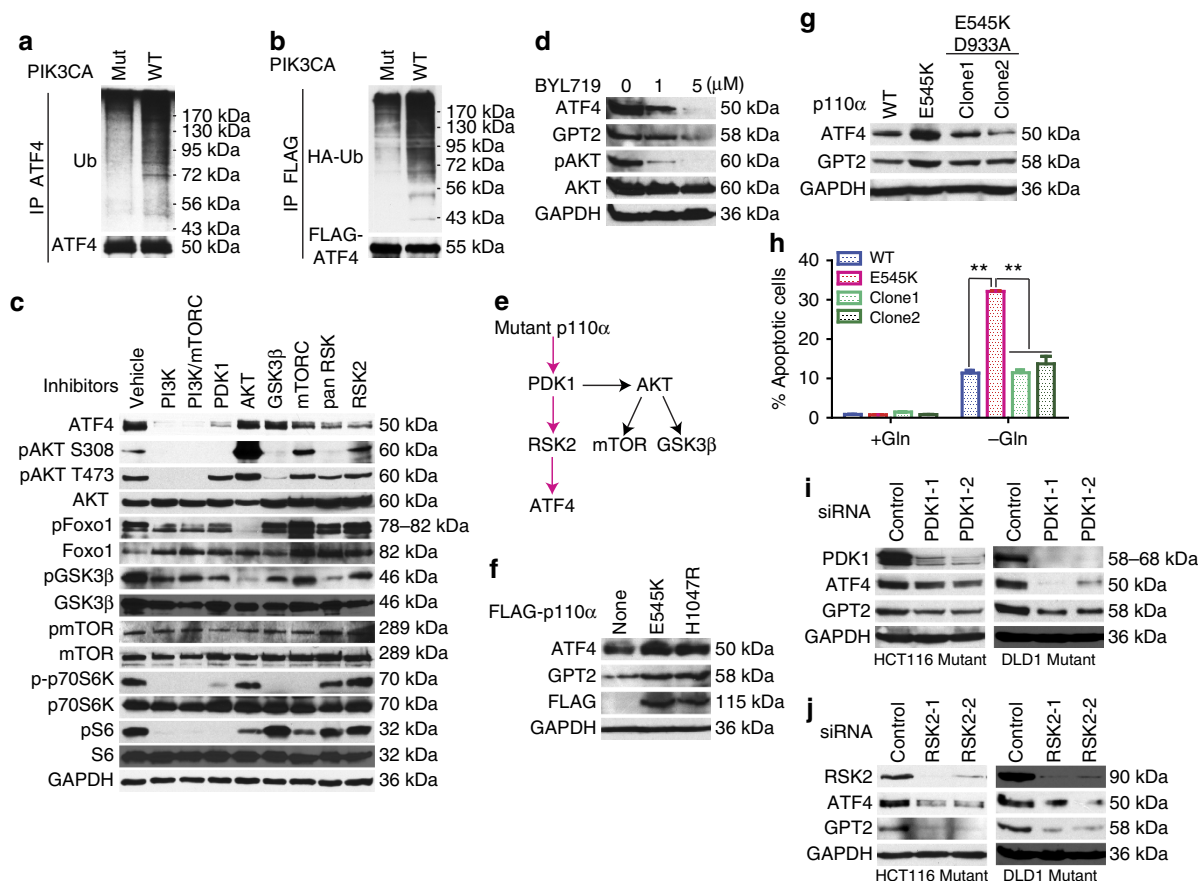 a
PIK3CA
Mut
WT
IP ATF4
Ub
170 kDa
130 kDa
95 kDa
72 kDa
56 kDa
43 kDa
ATF4
50 kDa
b
PIK3CA
Mut
WT
IP FLAG
HA-Ub
170 kDa
130 kDa
95 kDa
72 kDa
56 kDa
43 kDa
FLAG-
ATF4
55 kDa
c
Inhibitors
Vehicle
PI3K
PI3K/mTORC
PDK1
AKT
GSK3β
mTORC
pan RSK
RSK2
ATF4 50 kDa
pAKT S308 60 kDa
pAKT T473 60 kDa
AKT 60 kDa
pFoxo1 78–82 kDa
Foxo1 82 kDa
pGSK3β 46 kDa
GSK3β 46 kDa
pmTOR 289 kDa
mTOR 289 kDa
p-p70S6K 70 kDa
p70S6K 70 kDa
pS6 32 kDa
S6 32 kDa
GAPDH 36 kDa
d
BYL719 0 1 5 (μM)
ATF4 50 kDa
GPT2 58 kDa
pAKT 60 kDa
AKT 60 kDa
GAPDH 36 kDa
e
Mutant p110α
PDK1 AKT
RSK2 mTOR GSK3β
ATF4
f
FLAG-p110α
None
E545K
H1047R
ATF4 50 kDa
GPT2 58 kDa
FLAG 115 kDa
GAPDH 36 kDa
g
E545K
D933A
p110α
WT
E545K
Clone1
Clone2
ATF4 50 kDa
GPT2 58 kDa
GAPDH 36 kDa
h
% Apoptotic cells
40
30
20
10
0
WT
E545K
Clone1
Clone2
** **
+Gln –Gln
i
siRNA
Control
PDK1-1
PDK1-2
Control
PDK1-1
PDK1-2
PDK1 58–68 kDa
ATF4 50 kDa
GPT2 58 kDa
GAPDH 36 kDa
HCT116 Mutant DLD1 Mutant
j
siRNA
Control
RSK2-1
RSK2-2
Control
RSK2-1
RSK2-2
RSK2 90 kDa
ATF4 50 kDa
GPT2 58 kDa
GAPDH 36 kDa
HCT116 Mutant DLD1 Mutant